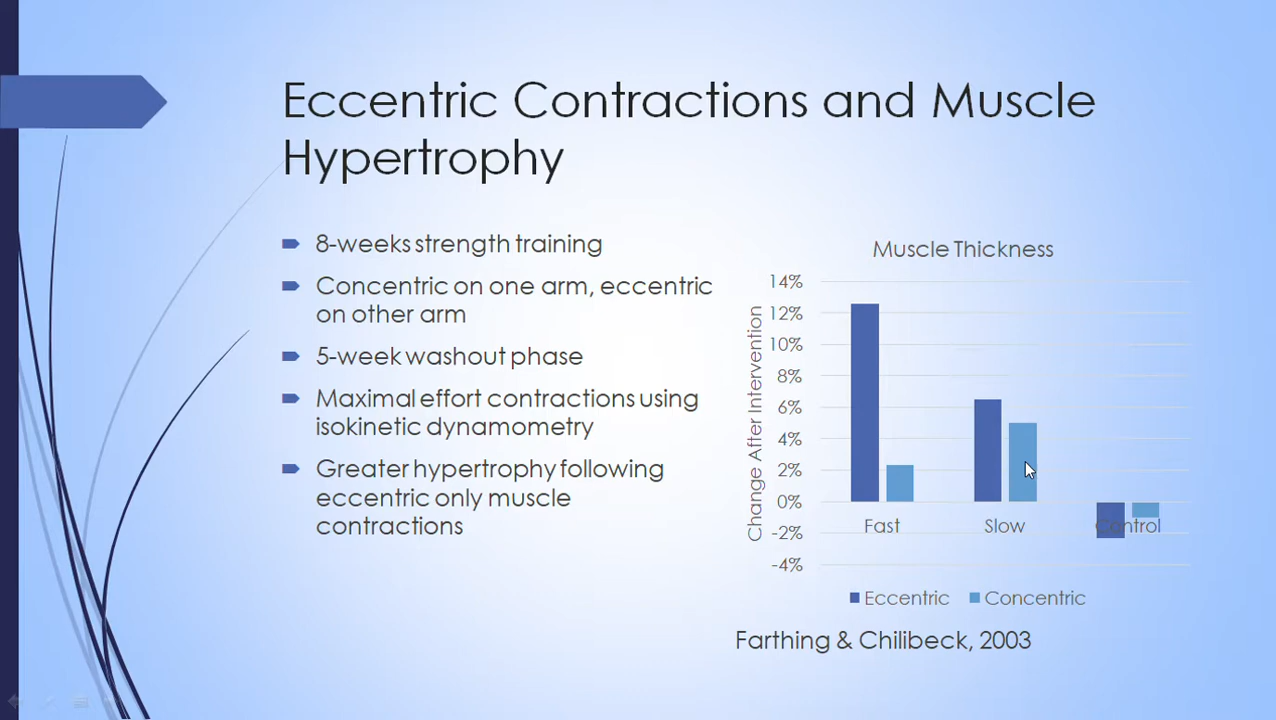 Eccentric Contractions and Muscle
Hypertrophy
8-weeks strength training
Concentric on one arm, eccentric
on other arm
5-week washout phase
Maximal effort contractions using
isokinetic dynamometry
Greater hypertrophy following
eccentric only muscle
contractions
Muscle Thickness
Change After Intervention
14%
12%
10%
8%
6%
4%
2%
0%
-2%
-4%
Fast Slow Control
Eccentric Concentric
Farthing & Chilibeck, 2003